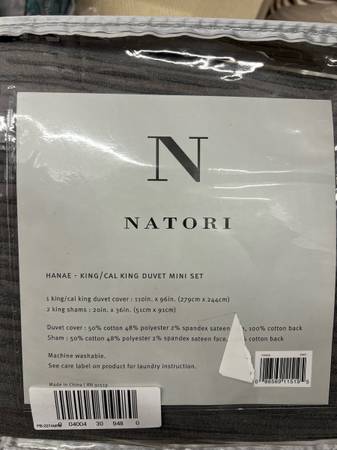 N
NATORI
HANAE - KING/CAL KING DUVET MINI SET
1 king/cal king duvet cover : 110in. x 96in. (279cm x 244cm)
2 king shams : 20in. x 36in. (51cm x 91cm)
Duvet cover : 50% cotton 48% polyester 2% spandex sateen 100% cotton back
Sham : 50% cotton 48% polyester 2% spandex sateen face, cotton back
Machine washable.
See care label on product for laundry instruction.
Made in China | RN
04004 30 948 0